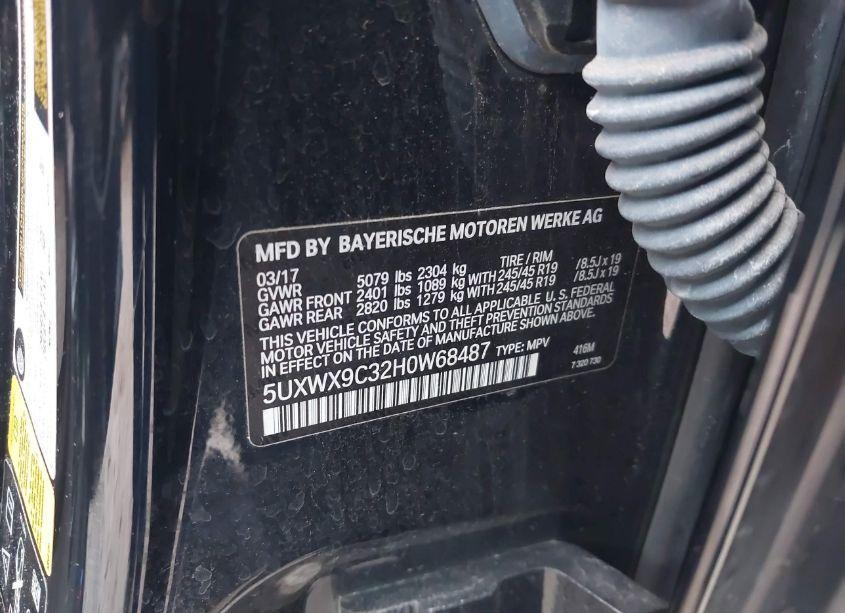 MFD BY BAYERISCHE MOTOREN WERKE AG
03/17 TIRE / RIM
GVWR 5079 lbs 2304 kg
GAWR FRONT 2401 lbs 1089 kg WITH 245/45 R19 /8.5J x 19
GAWR REAR 2820 lbs 1279 kg WITH 245/45 R19 /8.5J x 19
THIS VEHICLE CONFORMS TO ALL APPLICABLE U.S. FEDERAL
MOTOR VEHICLE SAFETY AND THEFT PREVENTION STANDARDS
IN EFFECT ON THE DATE OF MANUFACTURE SHOWN ABOVE.
5UXWX9C32H0W68487 TYPE: MPV 416M
7 320 730